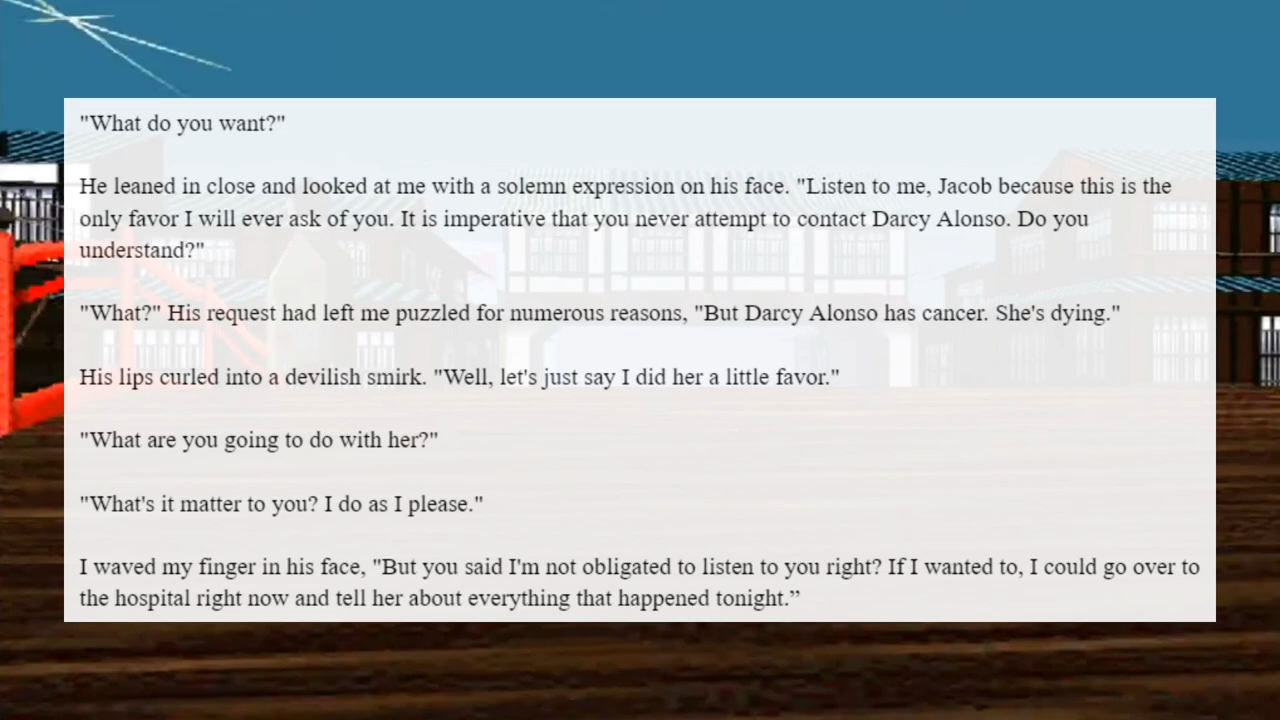 "What do you want?"
He leaned in close and looked at me with a solemn expression on his face. "Listen to me, Jacob because this is the
only favor I will ever ask of you. It is imperative that you never attempt to contact Darcy Alonso. Do you
understand?"
"What?" His request had left me puzzled for numerous reasons, "But Darcy Alonso has cancer. She's dying."
His lips curled into a devilish smirk. "Well, let's just say I did her a little favor."
"What are you going to do with her?"
"What's it matter to you? I do as I please."
I waved my finger in his face, "But you said I'm not obligated to listen to you right? If I wanted to, I could go over to
the hospital right now and tell her about everything that happened tonight.”